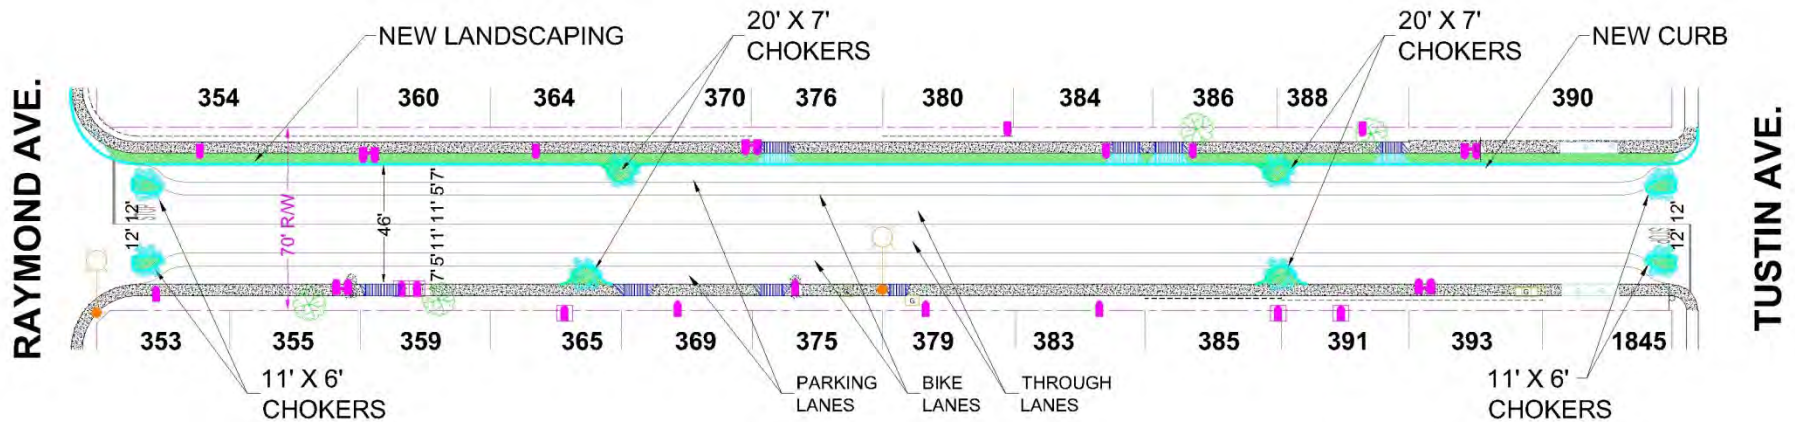 NEW LANDSCAPING
20' X 7'
CHOKERS
20' X 7'
CHOKERS
NEW CURB
RAYMOND AVE.
354
360
364
370
376
380
384
386
388
390
TUSTIN AVE.
12' 12'
STOP
70' R/W
46'
7' 5' 11' 11' 5' 7'
12' 12'
STOP
G
G
353
355
359
365
369
375
379
383
385
391
393
1845
11' X 6'
CHOKERS
PARKING
LANES
BIKE
LANES
THROUGH
LANES
11' X 6'
CHOKERS